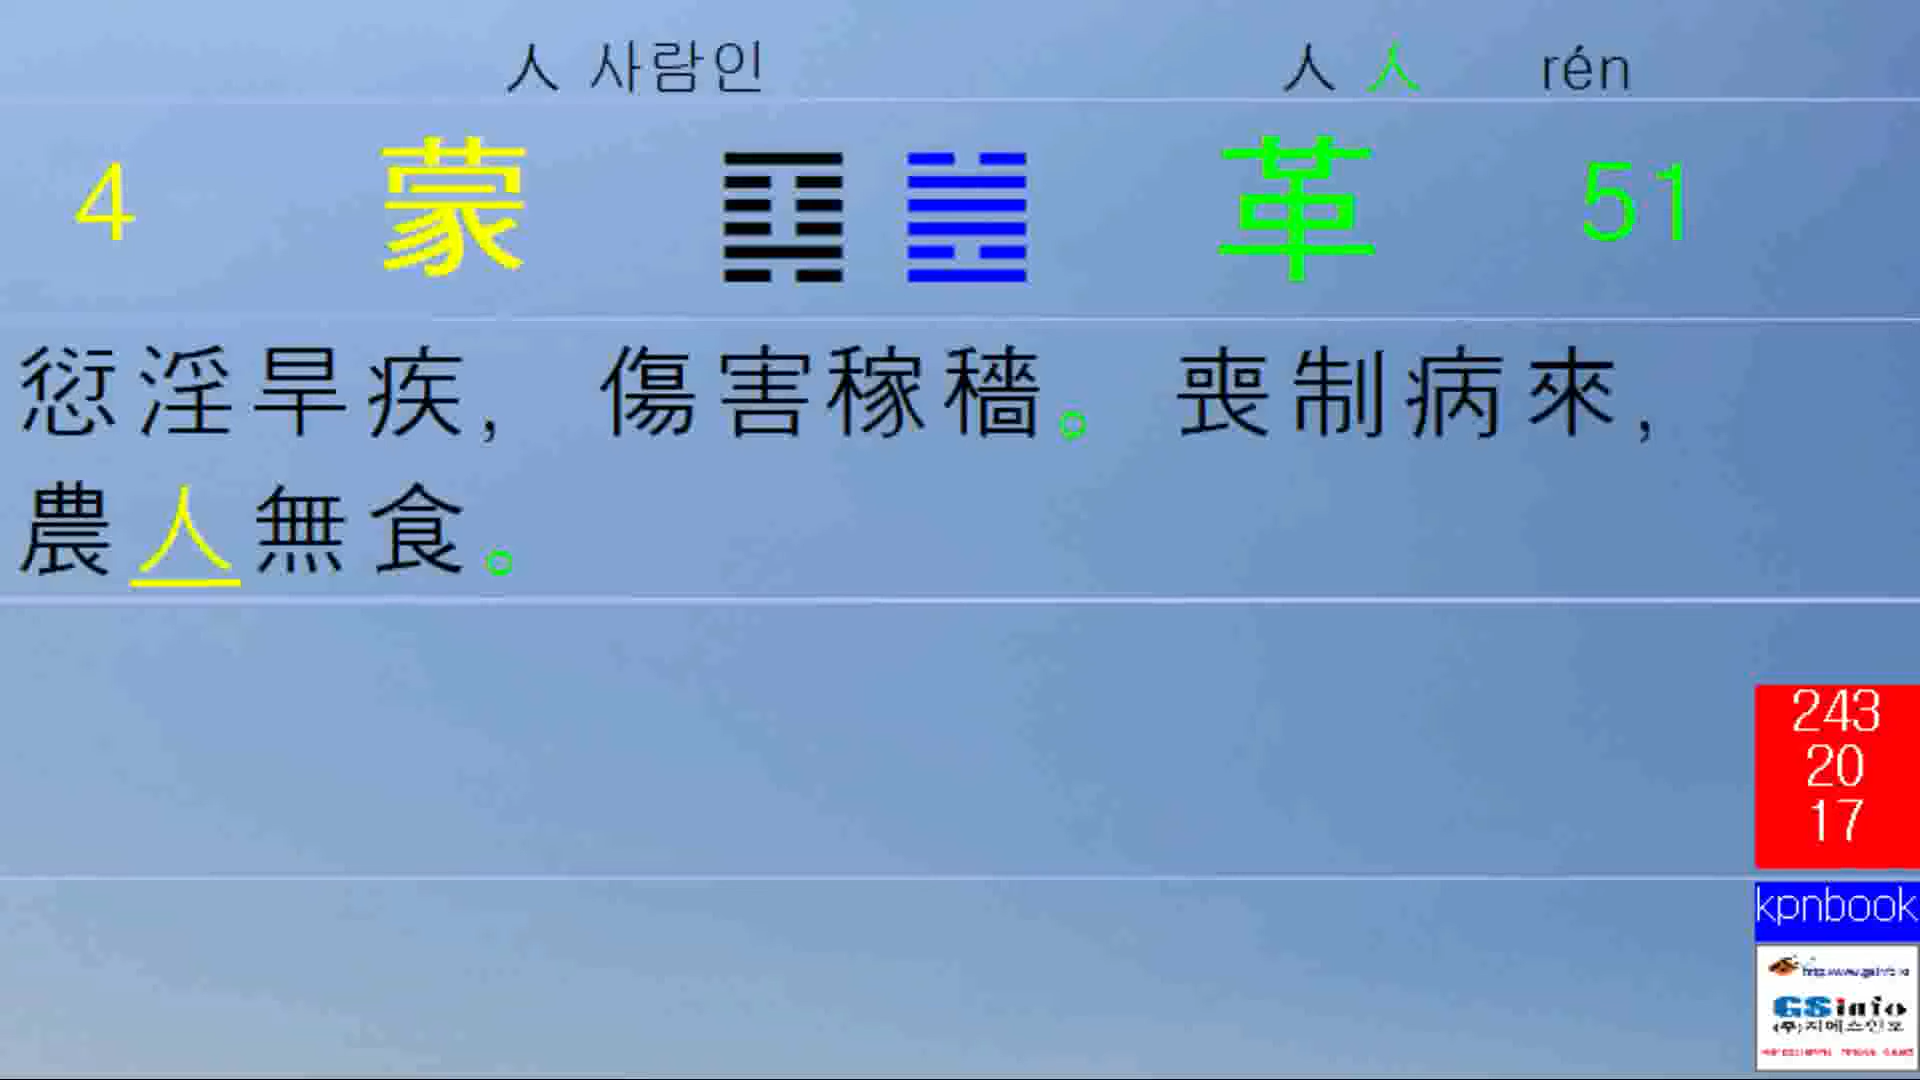 人 사람인 人 人 rén
4 蒙 革 51
愆淫旱疾, 傷害稼穡。 喪制病來,
農人無食。
243
20
17
kpnbook
GSinfo
(주)지에스인포